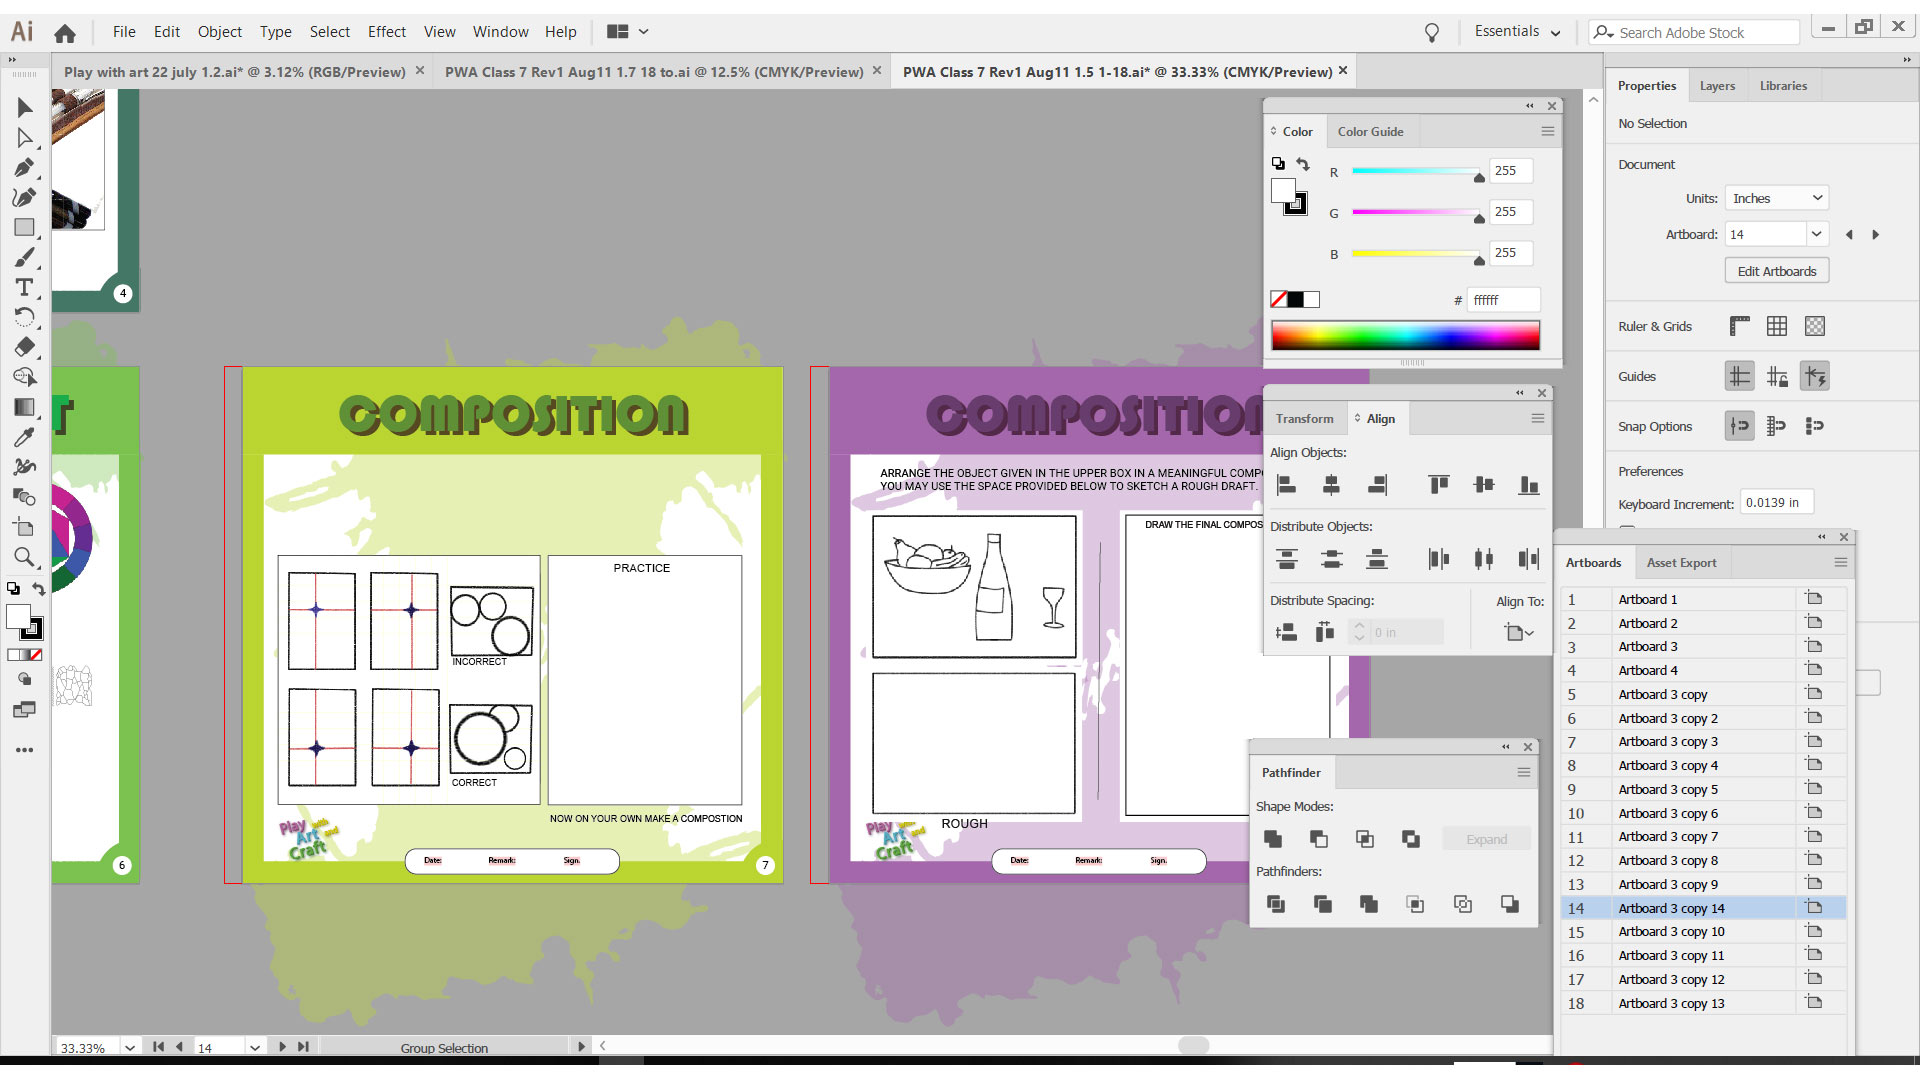 Ai File Edit Object Type Select Effect View Window Help Essentials Search Adobe Stock
Play with art 22 july 1.2.ai* @ 3.12% (RGB/Preview) PWA Class 7 Rev1 Aug11 1.7 18 to.ai @ 12.5% (CMYK/Preview) PWA Class 7 Rev1 Aug11 1.5 1-18.ai* @ 33.33% (CMYK/Preview)
4
T
6
COMPOSITION
PRACTICE
INCORRECT
CORRECT
NOW ON YOUR OWN MAKE A COMPOSTION
Play with and Art Craft
Date: Remark: Sign.
7
COMPOSITION
ARRANGE THE OBJECT GIVEN IN THE UPPER BOX IN A MEANINGFUL COMPO
YOU MAY USE THE SPACE PROVIDED BELOW TO SKETCH A ROUGH DRAFT.
DRAW THE FINAL COMPOS
ROUGH
Play with and Art Craft
Date: Remark: Sign.
Color Color Guide
R 255
G 255
B 255
# ffffff
Transform Align
Align Objects:
Distribute Objects:
Distribute Spacing: Align To:
0 in
Pathfinder
Shape Modes:
Expand
Pathfinders:
Properties Layers Libraries
No Selection
Document
Units: Inches
Artboard: 14
Edit Artboards
Ruler & Grids
Guides
Snap Options
Preferences
Keyboard Increment: 0.0139 in
Artboards Asset Export
1 Artboard 1
2 Artboard 2
3 Artboard 3
4 Artboard 4
5 Artboard 3 copy
6 Artboard 3 copy 2
7 Artboard 3 copy 3
8 Artboard 3 copy 4
9 Artboard 3 copy 5
10 Artboard 3 copy 6
11 Artboard 3 copy 7
12 Artboard 3 copy 8
13 Artboard 3 copy 9
14 Artboard 3 copy 14
15 Artboard 3 copy 10
16 Artboard 3 copy 11
17 Artboard 3 copy 12
18 Artboard 3 copy 13
33.33% 14 Group Selection